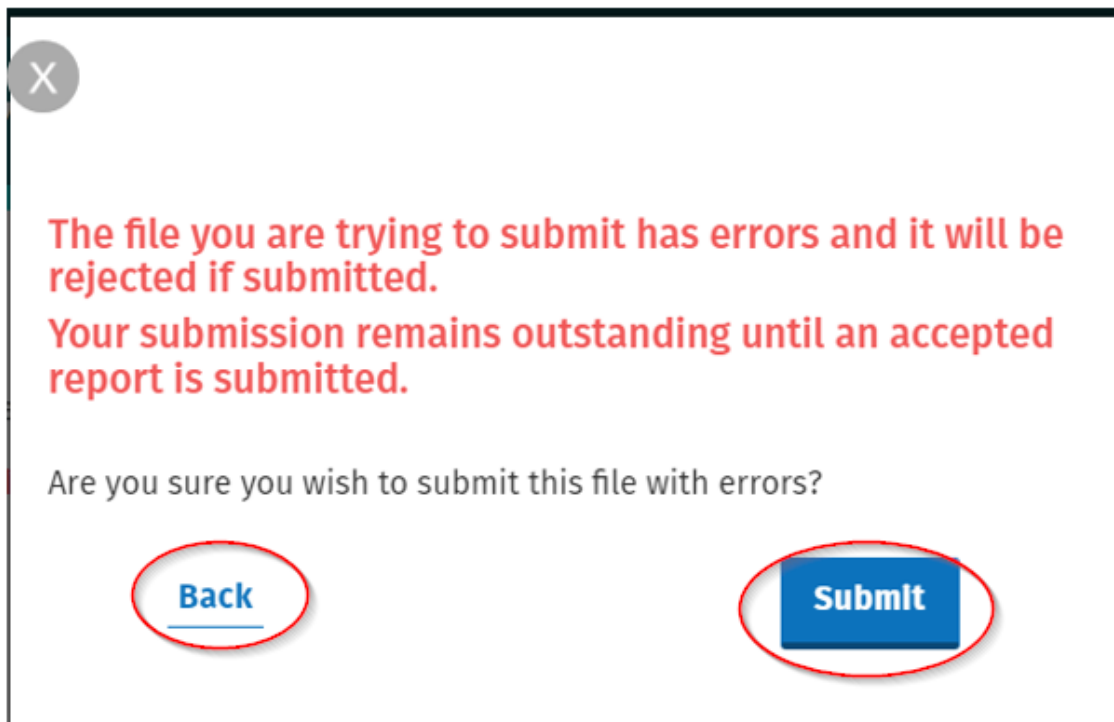 X
The file you are trying to submit has errors and it will be
rejected if submitted.
Your submission remains outstanding until an accepted
report is submitted.
Are you sure you wish to submit this file with errors?
Back
Submit